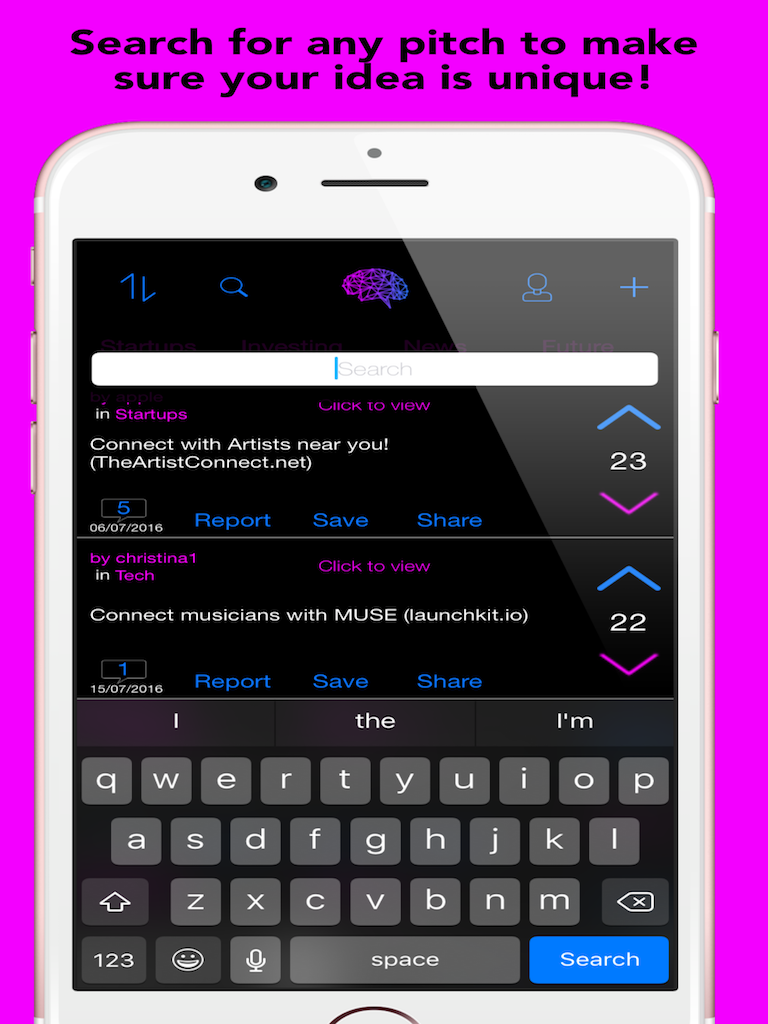 Search for any pitch to make
sure your idea is unique!
Startups Investing News Future
Search
by apple
in Startups
Click to view
Connect with Artists near you!
(TheArtistConnect.net)
23
5
06/07/2016
Report Save Share
by christina1
in Tech
Click to view
Connect musicians with MUSE (launchkit.io)
22
1
15/07/2016
Report Save Share
I the I'm
q w e r t y u i o p
a s d f g h j k l
z x c v b n m
123 space Search